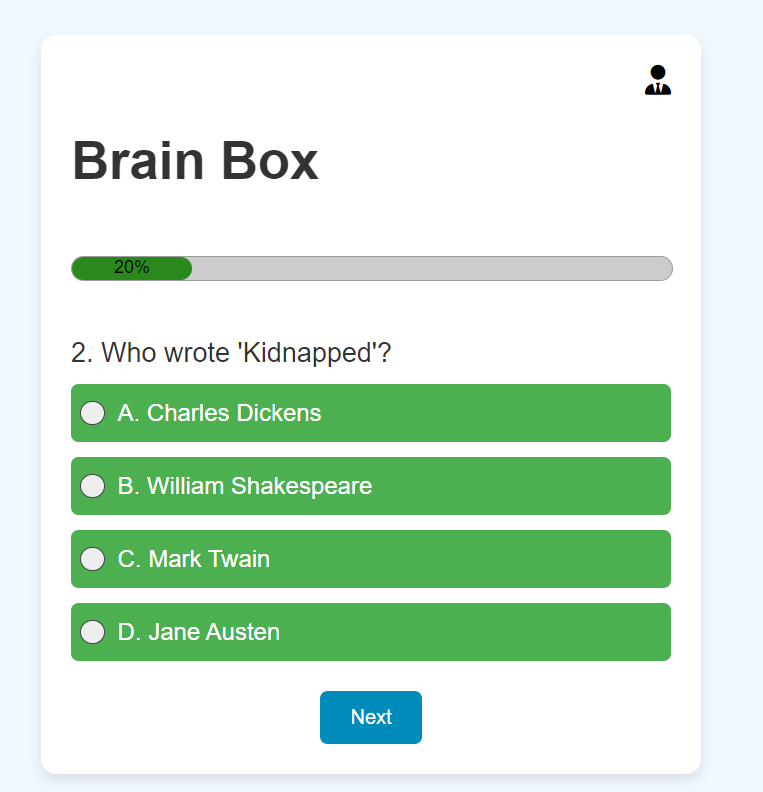 Brain Box
20%
2. Who wrote 'Kidnapped'?
A. Charles Dickens
B. William Shakespeare
C. Mark Twain
D. Jane Austen
Next